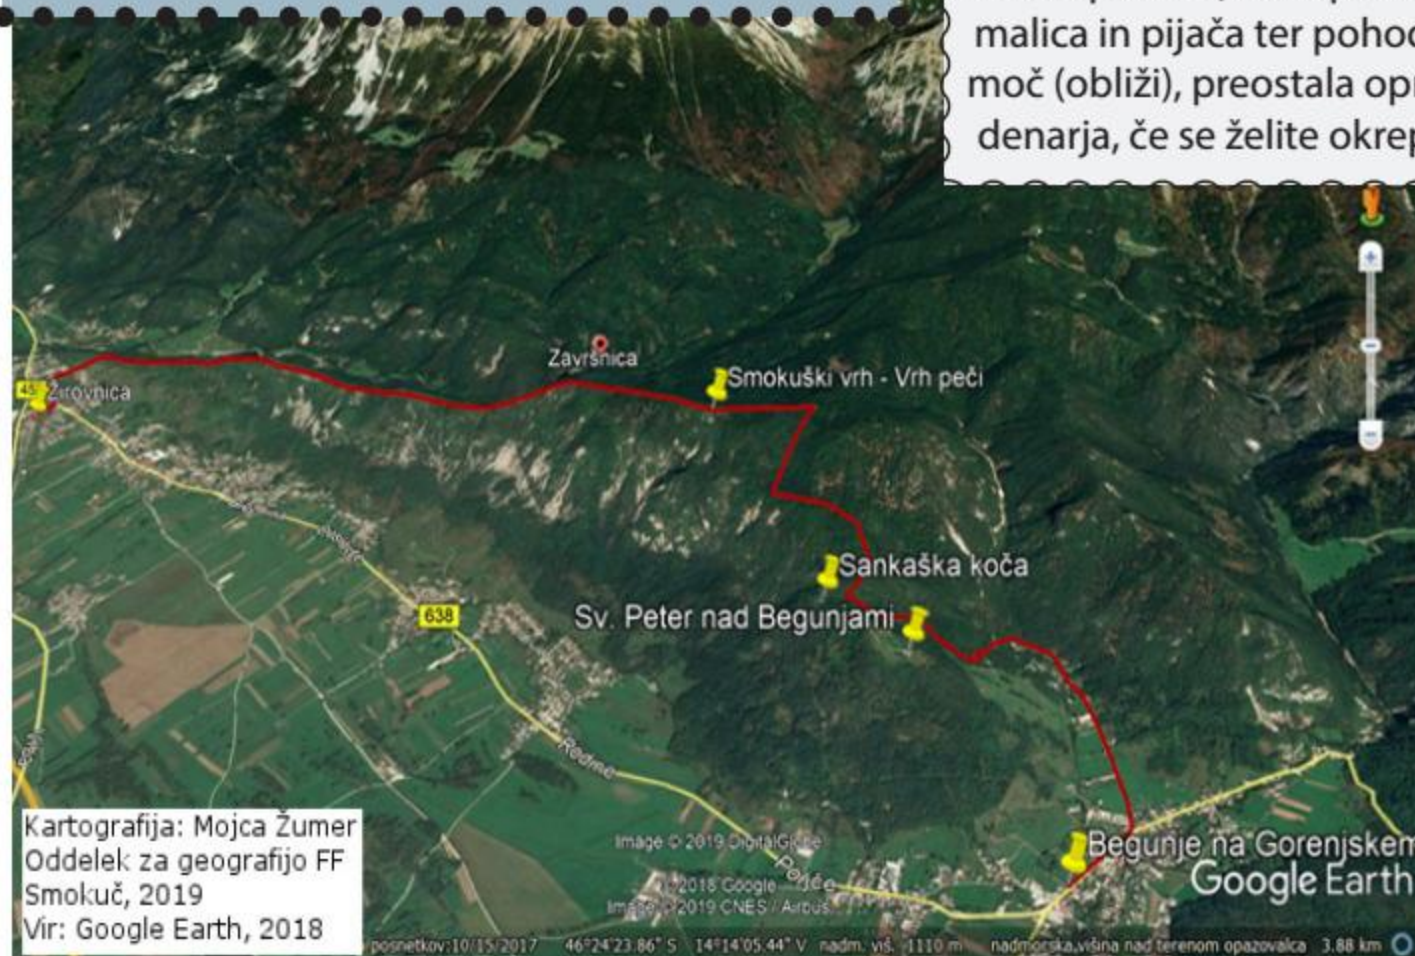 malica in pijača ter
moč (obliži), preostala
denarja, če se želite
Završnica
Smokuški vrh - Vrh peči
Žirovnica
Sankaška koča
Sv. Peter nad Begunjami
638
Begunje na Gorenjskem
Google Earth
Kartografija: Mojca Žumer
Oddelek za geografijo FF
Smokuč, 2019
Vir: Google Earth, 2018
Image © 2019 DigitalGlobe
© 2018 Google
Image © 2019 CNES / Airbus
posnetkov: 10/15/2017 46°24'23.86" S 14°14'05.44" V nadm. viš. 1110 m nadmorska višina nad terenom opazovalca 3.88 km